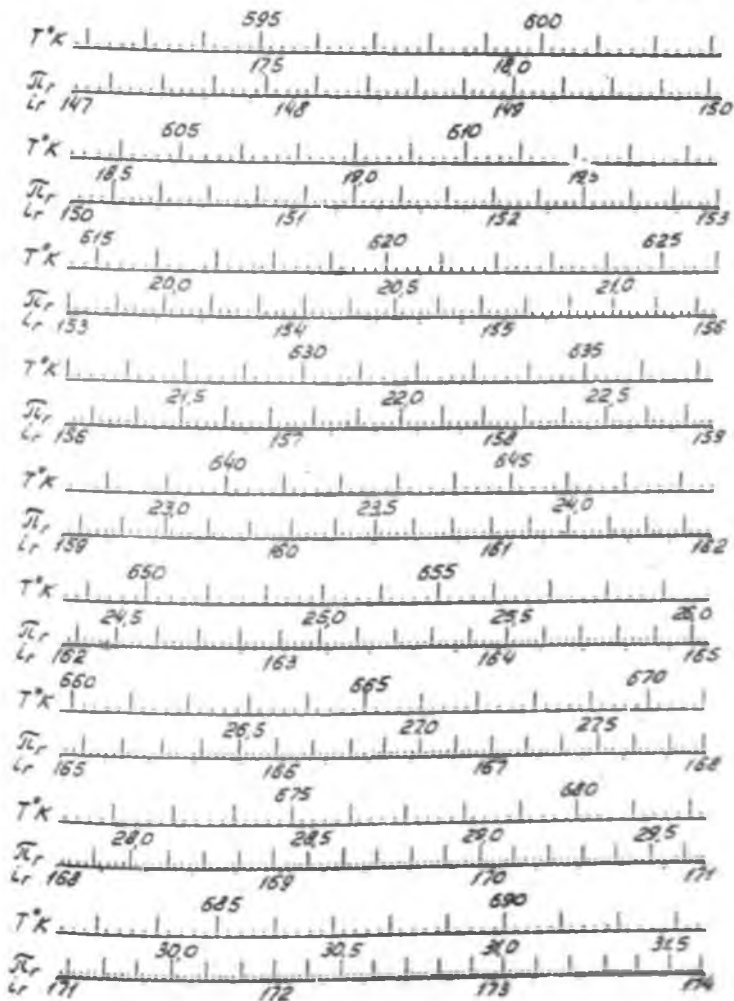 595 600
T°K
17,5 18,0
πr
ir 147 148 149 150
605 610
T°K
18,5 19,0 19,5
πr
ir 150 151 152 153
615 620 625
T°K
20,0 20,5 21,0
πr
ir 153 154 155 156
630 635
T°K
21,5 22,0 22,5
πr
ir 156 157 158 159
640 645
T°K
23,0 23,5 24,0
πr
ir 159 160 161 162
650 655
T°K
24,5 25,0 25,5 26,0
πr
ir 162 163 164 165
660 665 670
T°K
26,5 27,0 27,5
πr
ir 165 166 167 168
675 680
T°K
28,0 28,5 29,0 29,5
πr
ir 168 169 170 171
685 690
T°K
30,0 30,5 31,0 31,5
πr
ir 171 172 173 174